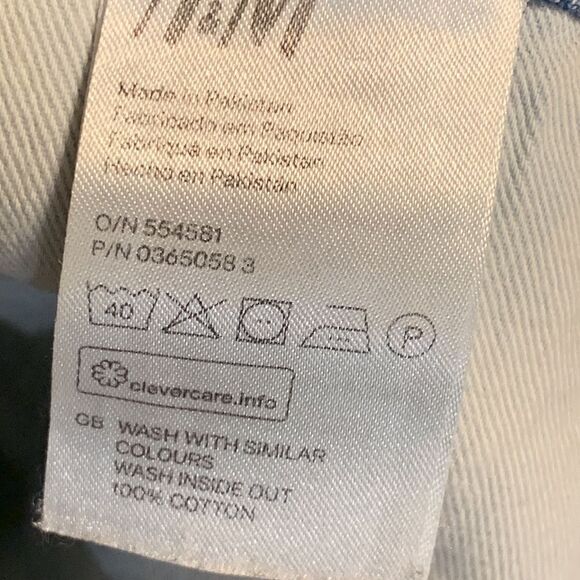 H&M
Made in Pakistan
Fabricado em Paquistão
Fabriqué en Pakistan
Hecho en Pakistán
O/N 554581
P/N 0365058 3
40 P
clevercare.info
GB WASH WITH SIMILAR
COLOURS
WASH INSIDE OUT
100% COTTON